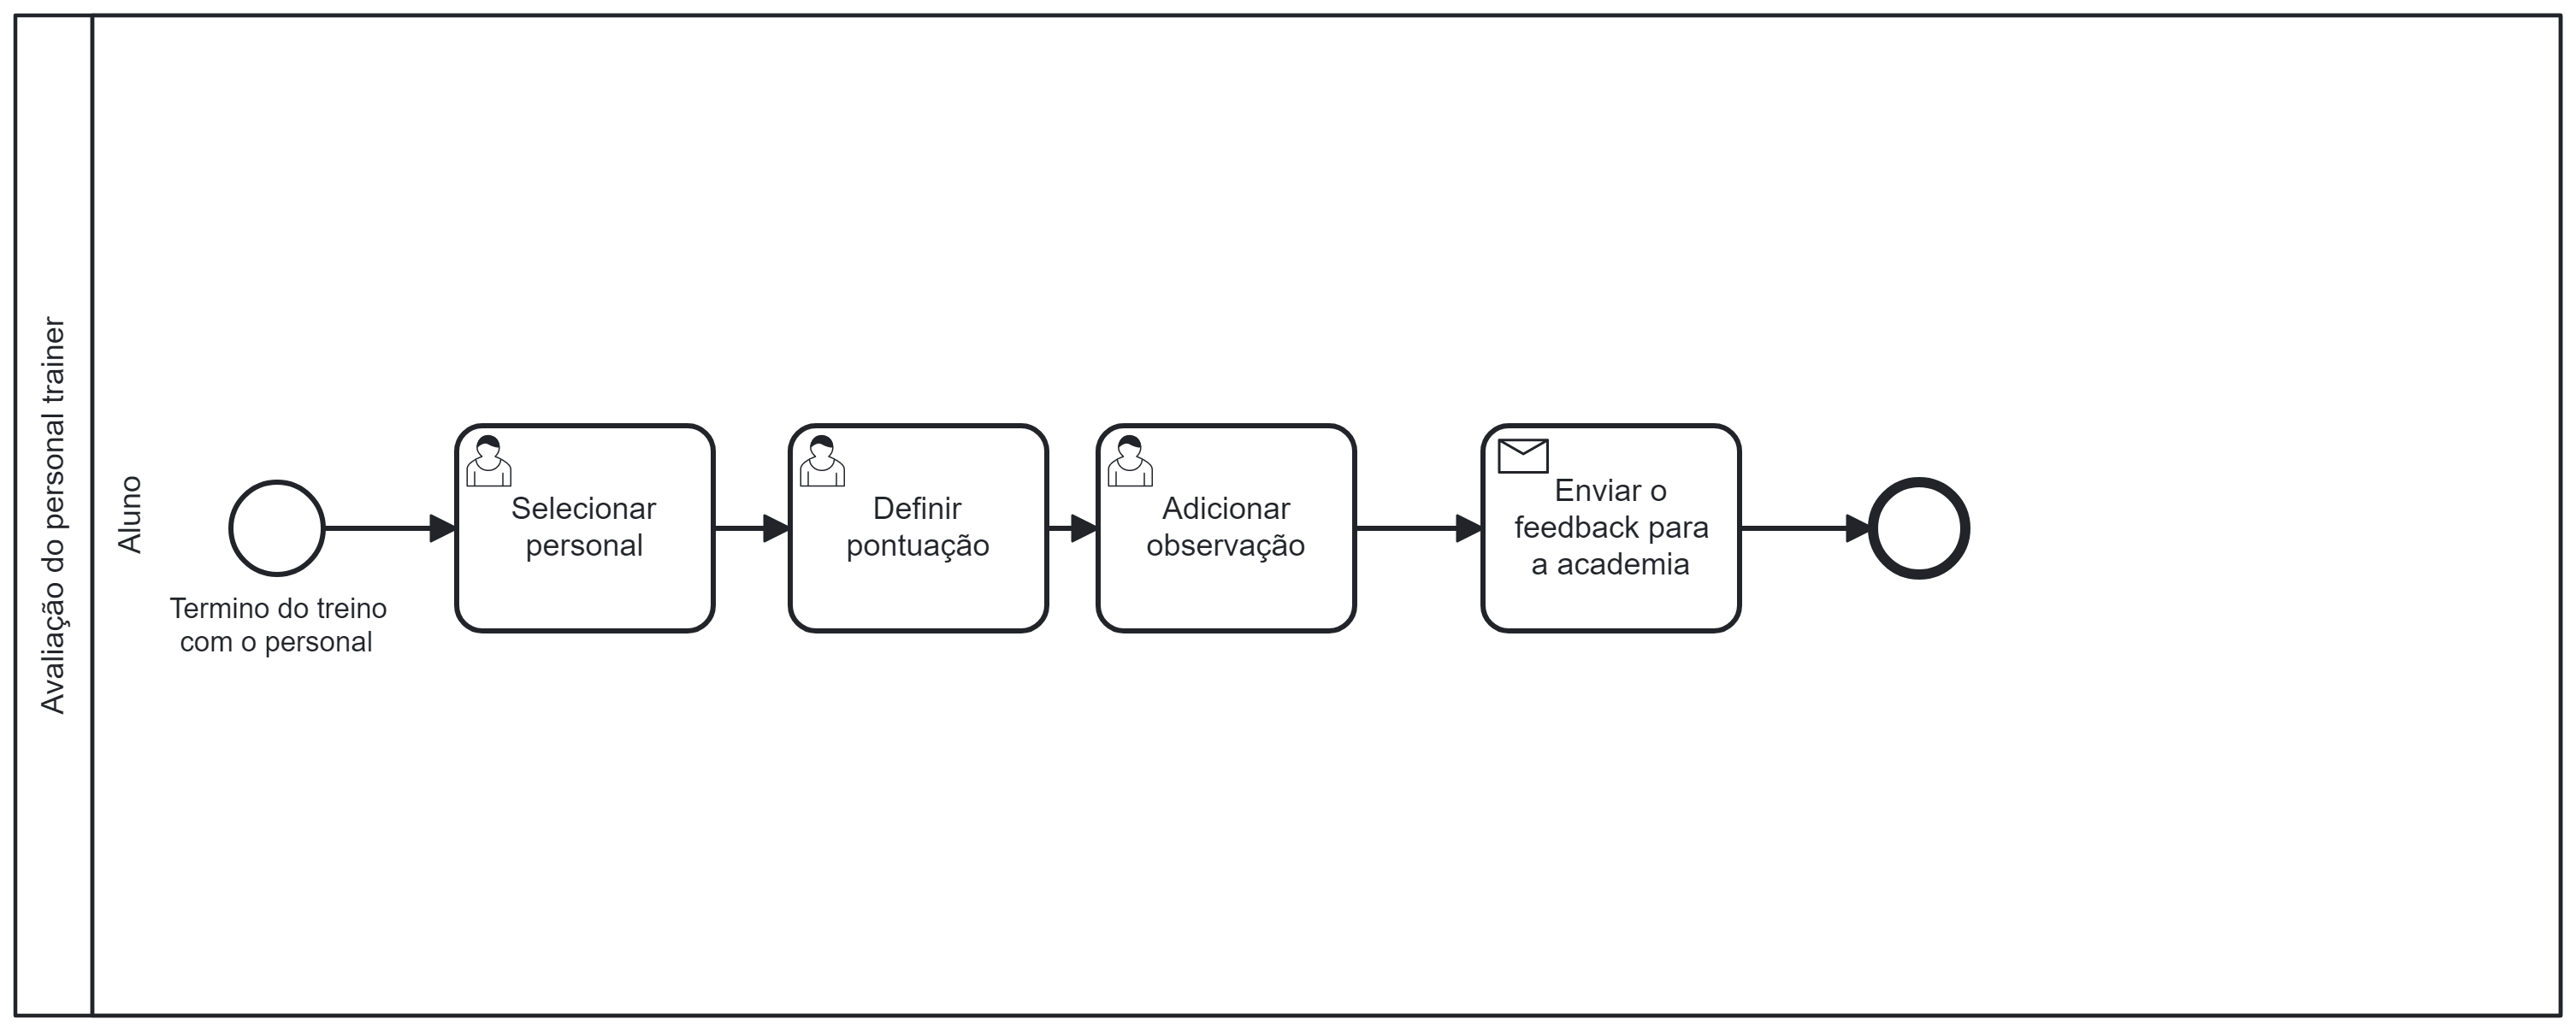 Avaliação do personal trainer
Aluno
Termino do treino
com o personal
Selecionar
personal
Definir
pontuação
Adicionar
observação
Enviar o
feedback para
a academia